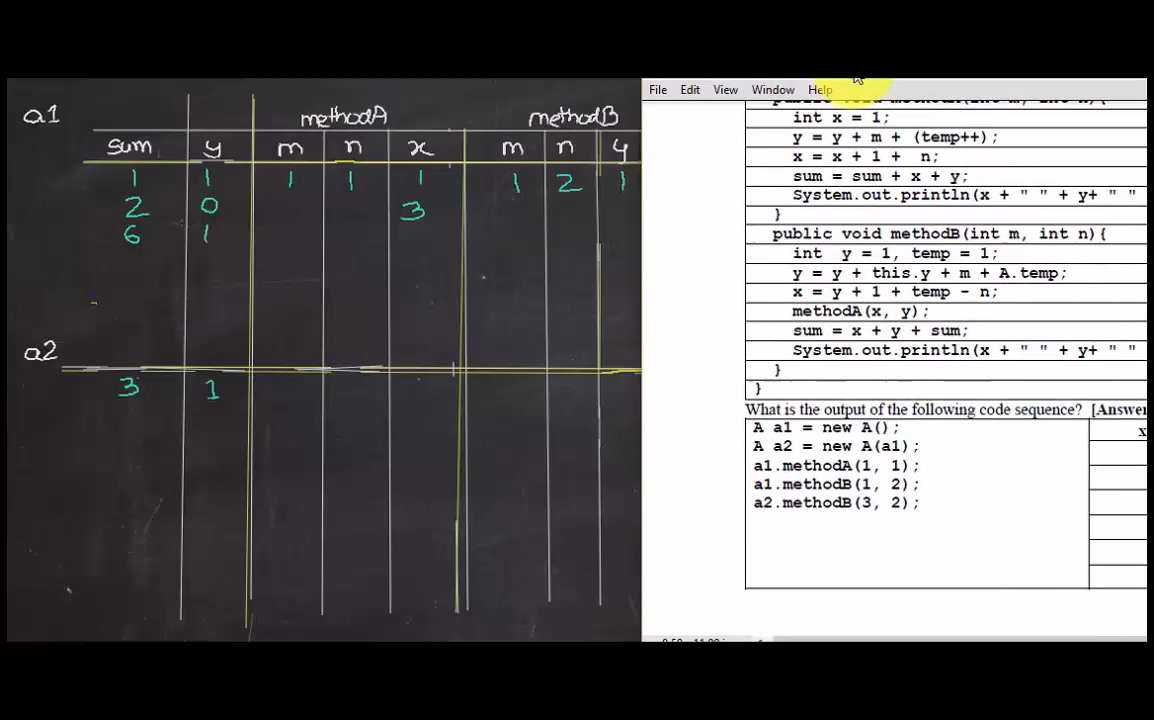 File Edit View Window Help
a1
methodA methodB
sum y m n x m n y
1 1 1 1 1 1 2 1
2 0 3
6 1
a2
3 1
int x = 1;
y = y + m + (temp++);
x = x + 1 + n;
sum = sum + x + y;
System.out.println(x + " " + y+ " "
}
public void methodB(int m, int n){
int y = 1, temp = 1;
y = y + this.y + m + A.temp;
x = y + 1 + temp - n;
methodA(x, y);
sum = x + y + sum;
System.out.println(x + " " + y+ " "
}
}
What is the output of the following code sequence? [Answer
A a1 = new A();
A a2 = new A(a1);
a1.methodA(1, 1);
a1.methodB(1, 2);
a2.methodB(3, 2);
x